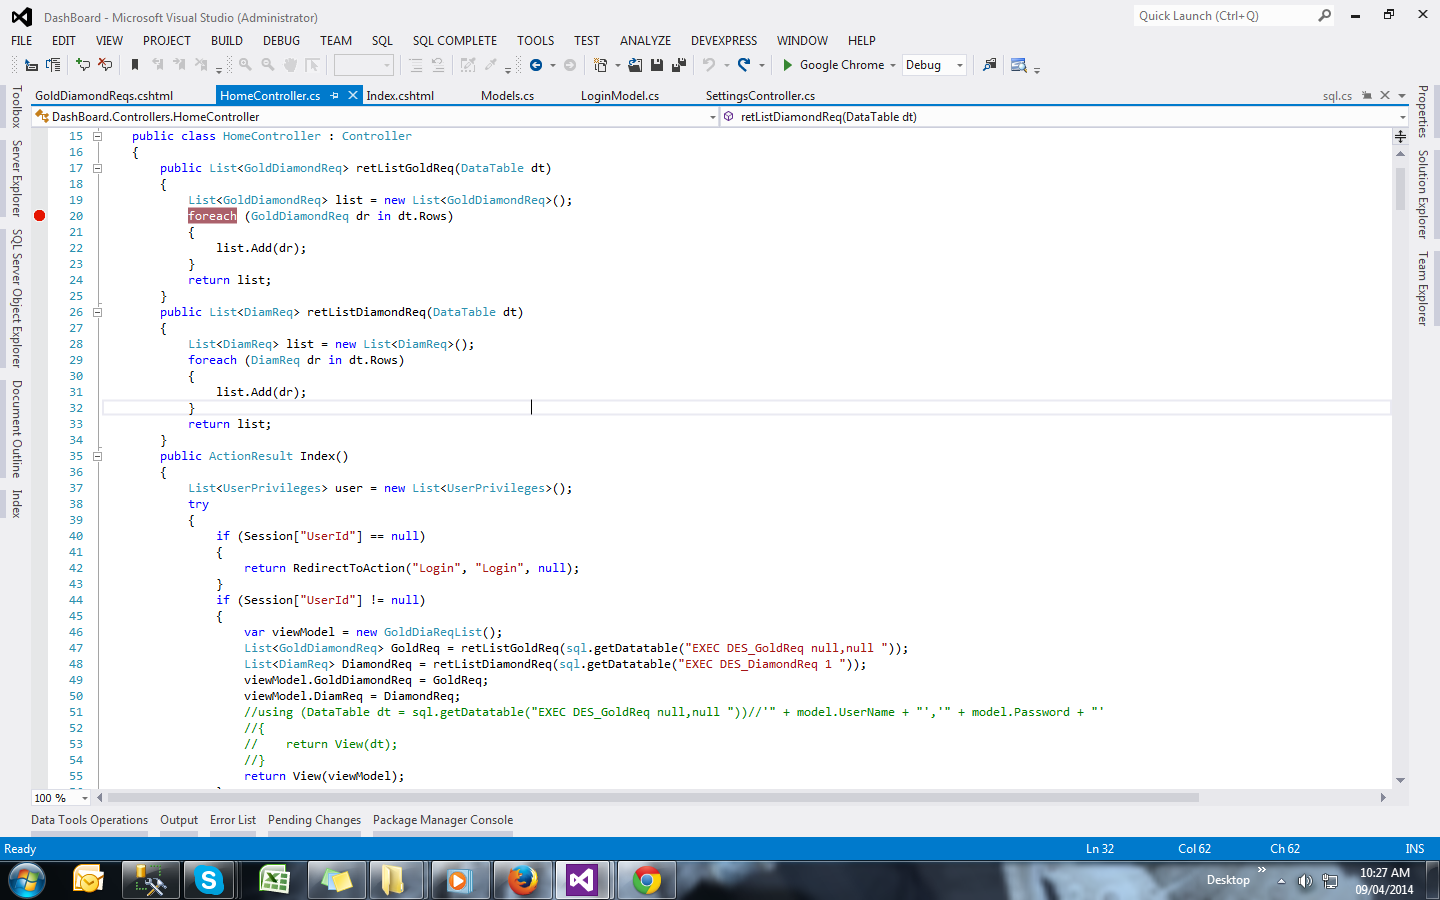 DashBoard - Microsoft Visual Studio (Administrator)
Quick Launch (Ctrl+Q)
FILE EDIT VIEW PROJECT BUILD DEBUG TEAM SQL SQL COMPLETE TOOLS TEST ANALYZE DEVEXPRESS WINDOW HELP
Google Chrome Debug
GoldDiamondReqs.cshtml HomeController.cs Index.cshtml Models.cs LoginModel.cs SettingsController.cs sql.cs
DashBoard.Controllers.HomeController retListDiamondReq(DataTable dt)
Toolbox
Server Explorer
SQL Server Object Explorer
Document Outline
Index
15 public class HomeController : Controller
16 {
17 public List<GoldDiamondReq> retListGoldReq(DataTable dt)
18 {
19 List<GoldDiamondReq> list = new List<GoldDiamondReq>();
20 foreach (GoldDiamondReq dr in dt.Rows)
21 {
22 list.Add(dr);
23 }
24 return list;
25 }
26 public List<DiamReq> retListDiamondReq(DataTable dt)
27 {
28 List<DiamReq> list = new List<DiamReq>();
29 foreach (DiamReq dr in dt.Rows)
30 {
31 list.Add(dr);
32 }
33 return list;
34 }
35 public ActionResult Index()
36 {
37 List<UserPrivileges> user = new List<UserPrivileges>();
38 try
39 {
40 if (Session["UserId"] == null)
41 {
42 return RedirectToAction("Login", "Login", null);
43 }
44 if (Session["UserId"] != null)
45 {
46 var viewModel = new GoldDiaReqList();
47 List<GoldDiamondReq> GoldReq = retListGoldReq(sql.getDatatable("EXEC DES_GoldReq null,null "));
48 List<DiamReq> DiamondReq = retListDiamondReq(sql.getDatatable("EXEC DES_DiamondReq 1 "));
49 viewModel.GoldDiamondReq = GoldReq;
50 viewModel.DiamReq = DiamondReq;
51 //using (DataTable dt = sql.getDatatable("EXEC DES_GoldReq null,null "))//'" + model.UserName + "','" + model.Password + "'
52 //{
53 //    return View(dt);
54 //}
55 return View(viewModel);
Properties
Solution Explorer
Team Explorer
100 %
Data Tools Operations Output Error List Pending Changes Package Manager Console
Ready Ln 32 Col 62 Ch 62 INS
Desktop
10:27 AM
09/04/2014